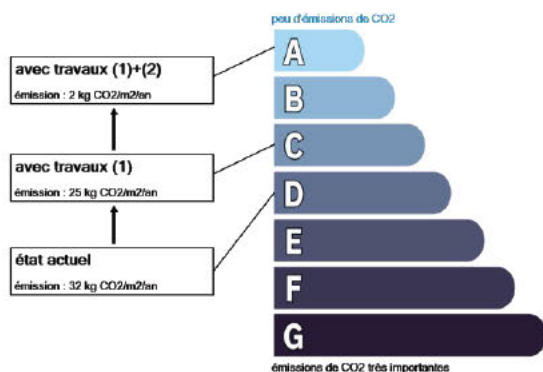 peu d'émissions de CO2
avec travaux (1)+(2)
émission : 2 kg CO2/m2/an
avec travaux (1)
émission : 25 kg CO2/m2/an
état actuel
émission : 32 kg CO2/m2/an
A
B
C
D
E
F
G
émissions de CO2 très importantes